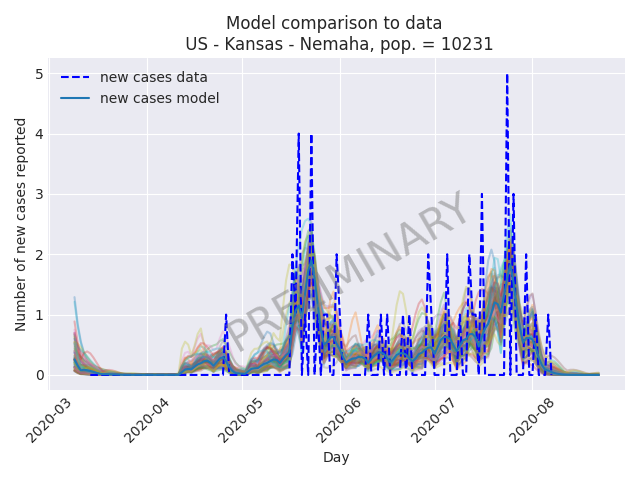 Model comparison to data
US - Kansas - Nemaha, pop. = 10231
new cases data
new cases model
Number of new cases reported
5
4
3
2
1
0
PRELIMINARY
2020-03
2020-04
2020-05
2020-06
2020-07
2020-08
Day